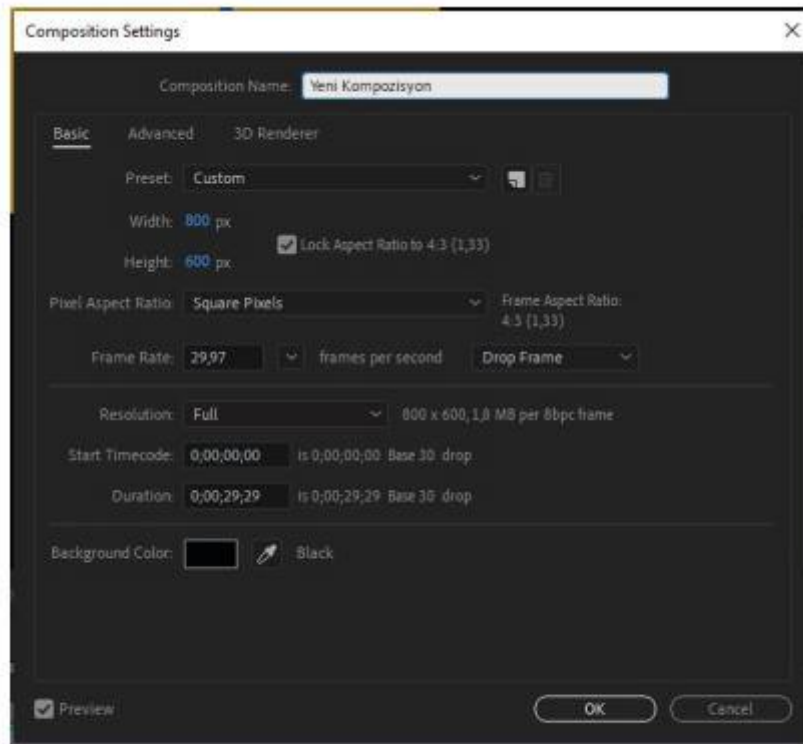 Composition Settings
Composition Name: Yeni Kompozisyon
Basic Advanced 3D Renderer
Preset: Custom
Width: 800 px
Lock Aspect Ratio to 4:3 (1,33)
Height: 600 px
Pixel Aspect Ratio: Square Pixels
Frame Aspect Ratio:
4:3 (1,33)
Frame Rate: 29,97 frames per second Drop Frame
Resolution: Full 800 x 600, 1,8 MB per 8bpc frame
Start Timecode: 0;00;00;00 is 0;00;00;00 Base 30 drop
Duration: 0;00;29;29 is 0;00;29;29 Base 30 drop
Background Color: Black
Preview OK Cancel